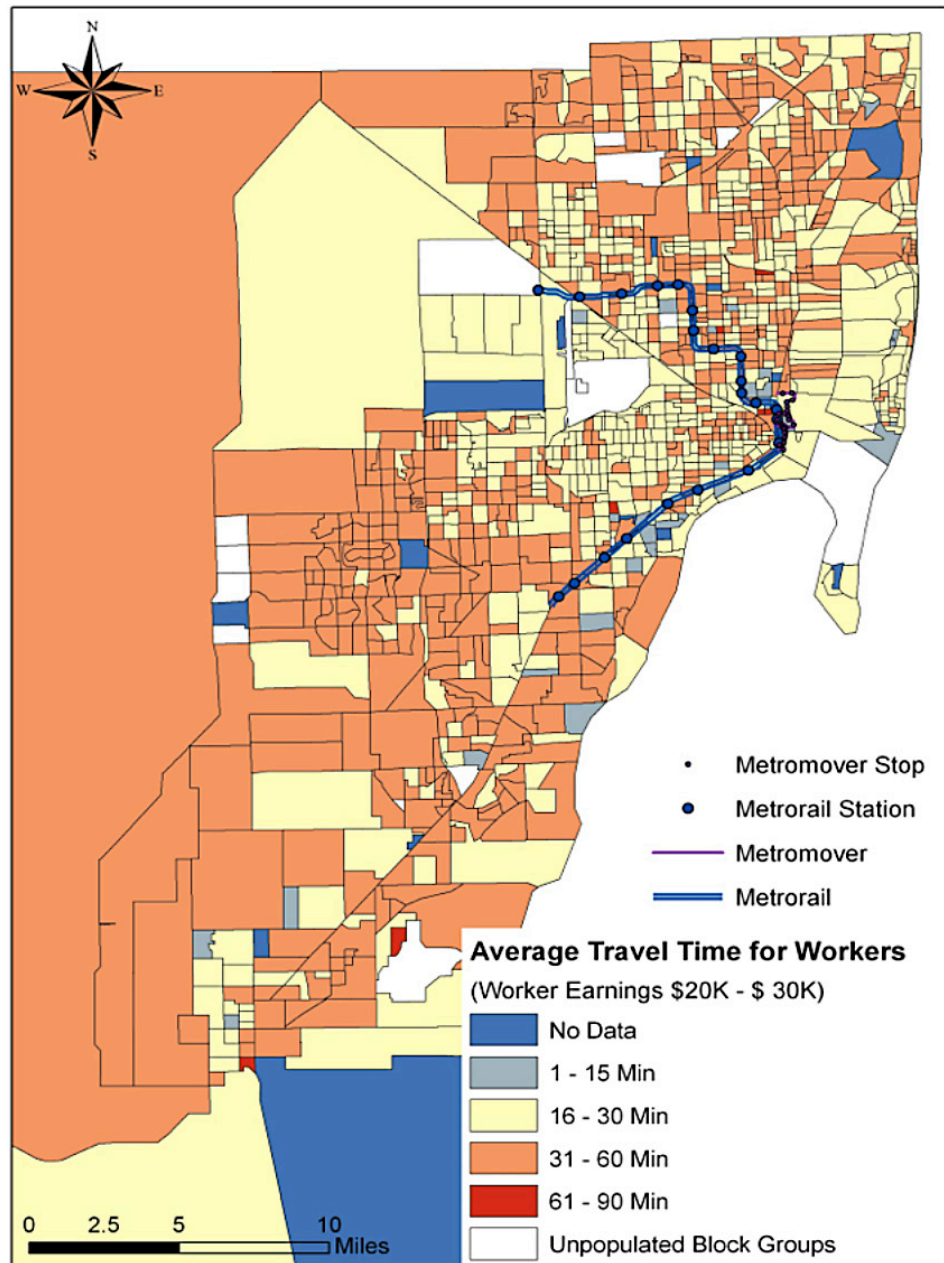 N
W E
S
Metromover Stop
Metrorail Station
Metromover
Metrorail
Average Travel Time for Workers
(Worker Earnings $20K - $ 30K)
No Data
1 - 15 Min
16 - 30 Min
31 - 60 Min
61 - 90 Min
Unpopulated Block Groups
0 2.5 5 10
Miles